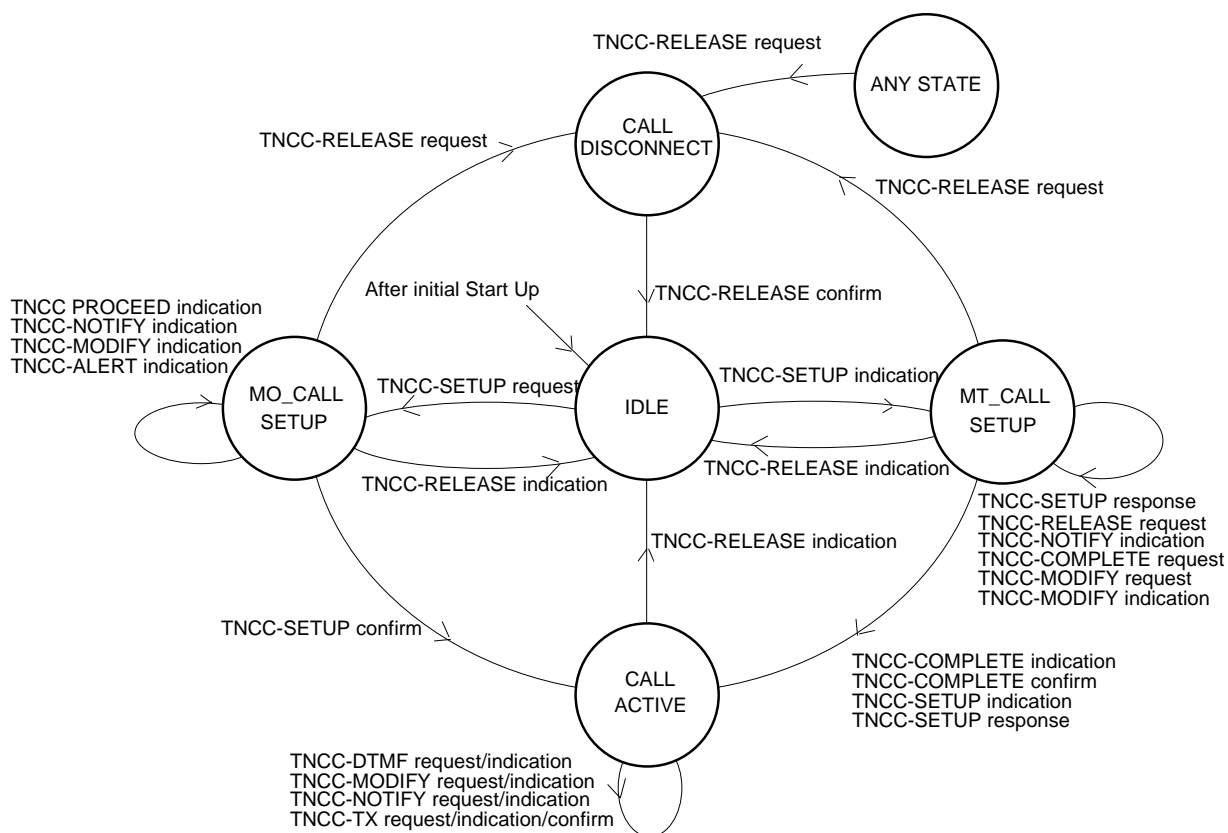 TNCC-RELEASE request
ANY STATE
CALL
DISCONNECT
TNCC-RELEASE request
TNCC-RELEASE request
After initial Start Up
TNCC-RELEASE confirm
TNCC PROCEED indication
TNCC-NOTIFY indication
TNCC-MODIFY indication
TNCC-ALERT indication
MO_CALL
SETUP
TNCC-SETUP request
IDLE
TNCC-SETUP indication
MT_CALL
SETUP
TNCC-RELEASE indication
TNCC-RELEASE indication
TNCC-SETUP response
TNCC-RELEASE request
TNCC-NOTIFY indication
TNCC-COMPLETE request
TNCC-MODIFY request
TNCC-MODIFY indication
TNCC-RELEASE indication
TNCC-SETUP confirm
CALL
ACTIVE
TNCC-COMPLETE indication
TNCC-COMPLETE confirm
TNCC-SETUP indication
TNCC-SETUP response
TNCC-DTMF request/indication
TNCC-MODIFY request/indication
TNCC-NOTIFY request/indication
TNCC-TX request/indication/confirm